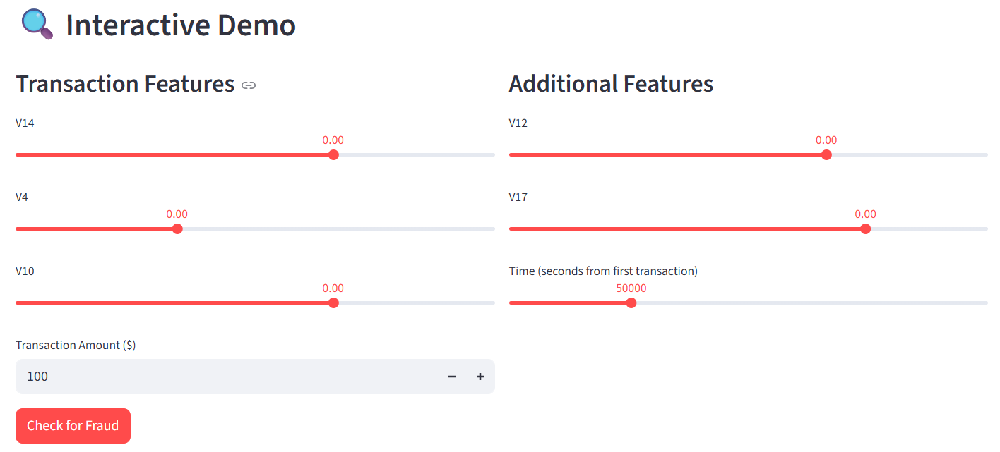 Interactive Demo
Transaction Features
V14
0.00
V4
0.00
V10
0.00
Transaction Amount ($)
100
Check for Fraud
Additional Features
V12
0.00
V17
0.00
Time (seconds from first transaction)
50000